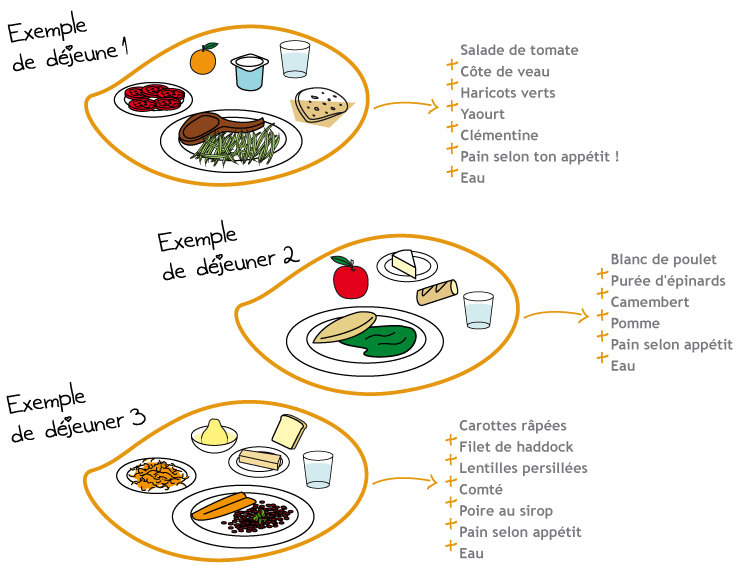 Exemple
de déjeune 1
Salade de tomate
+ Côte de veau
+ Haricots verts
+ Yaourt
+ Clémentine
+ Pain selon ton appétit !
+ Eau
Exemple
de déjeuner 2
Blanc de poulet
+ Purée d'épinards
+ Camembert
+ Pomme
+ Pain selon appétit
+ Eau
Exemple
de déjeuner 3
Carottes râpées
+ Filet de haddock
+ Lentilles persillées
+ Comté
+ Poire au sirop
+ Pain selon appétit
+ Eau